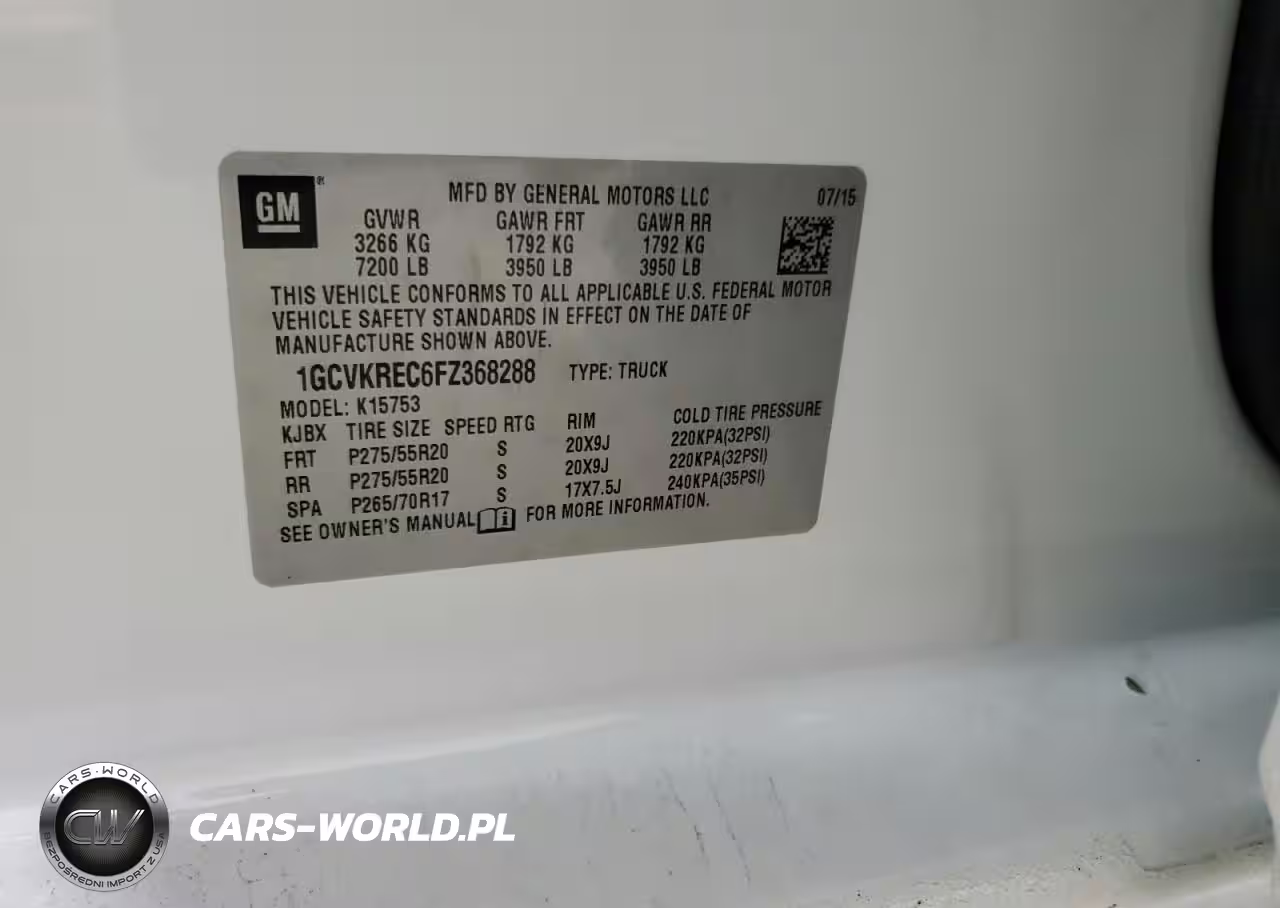 GM®
MFD BY GENERAL MOTORS LLC 07/15
GVWR GAWR FRT GAWR RR
3266 KG 1792 KG 1792 KG
7200 LB 3950 LB 3950 LB
THIS VEHICLE CONFORMS TO ALL APPLICABLE U.S. FEDERAL MOTOR
VEHICLE SAFETY STANDARDS IN EFFECT ON THE DATE OF
MANUFACTURE SHOWN ABOVE.
1GCVKREC6FZ368288 TYPE: TRUCK
MODEL: K15753
KJBX TIRE SIZE SPEED RTG RIM COLD TIRE PRESSURE
FRT P275/55R20 S 20X9J 220KPA(32PSI)
RR P275/55R20 S 20X9J 220KPA(32PSI)
SPA P265/70R17 S 17X7.5J 240KPA(35PSI)
SEE OWNER'S MANUAL i FOR MORE INFORMATION.
CARS-WORLD
CW
BEZPOŚREDNI IMPORT Z USA
CARS-WORLD.PL